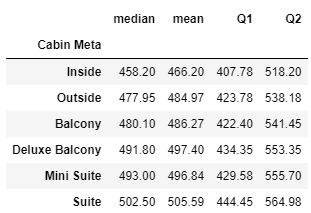 median mean Q1 Q2
Cabin Meta
Inside 458.20 466.20 407.78 518.20
Outside 477.95 484.97 423.78 538.18
Balcony 480.10 486.27 422.40 541.45
Deluxe Balcony 491.80 497.40 434.35 553.35
Mini Suite 493.00 496.84 429.58 555.70
Suite 502.50 505.59 444.45 564.98